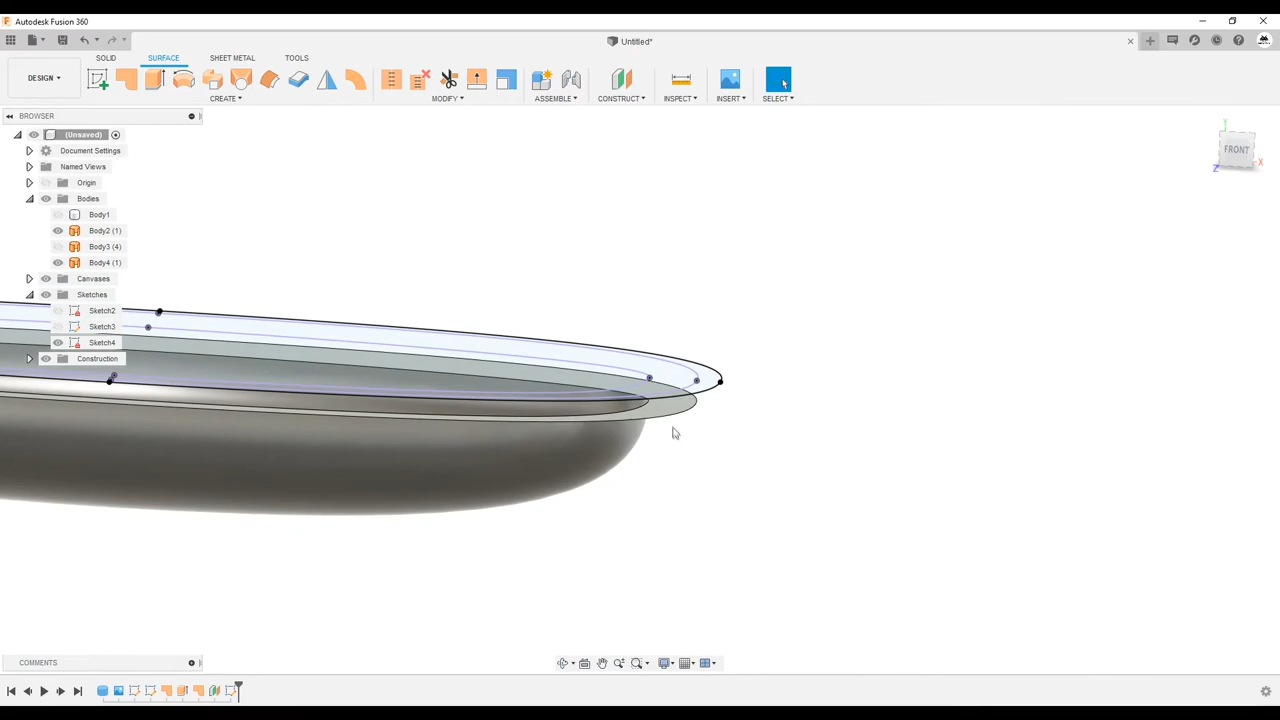 Autodesk Fusion 360
Untitled*
SOLID SURFACE SHEET METAL TOOLS
DESIGN
CREATE MODIFY ASSEMBLE CONSTRUCT INSPECT INSERT SELECT
BROWSER
(Unsaved)
Document Settings
Named Views
Origin
Bodies
Body1
Body2 (1)
Body3 (4)
Body4 (1)
Canvases
Sketches
Sketch2
Sketch3
Sketch4
Construction
Y
FRONT
X
Z
COMMENTS